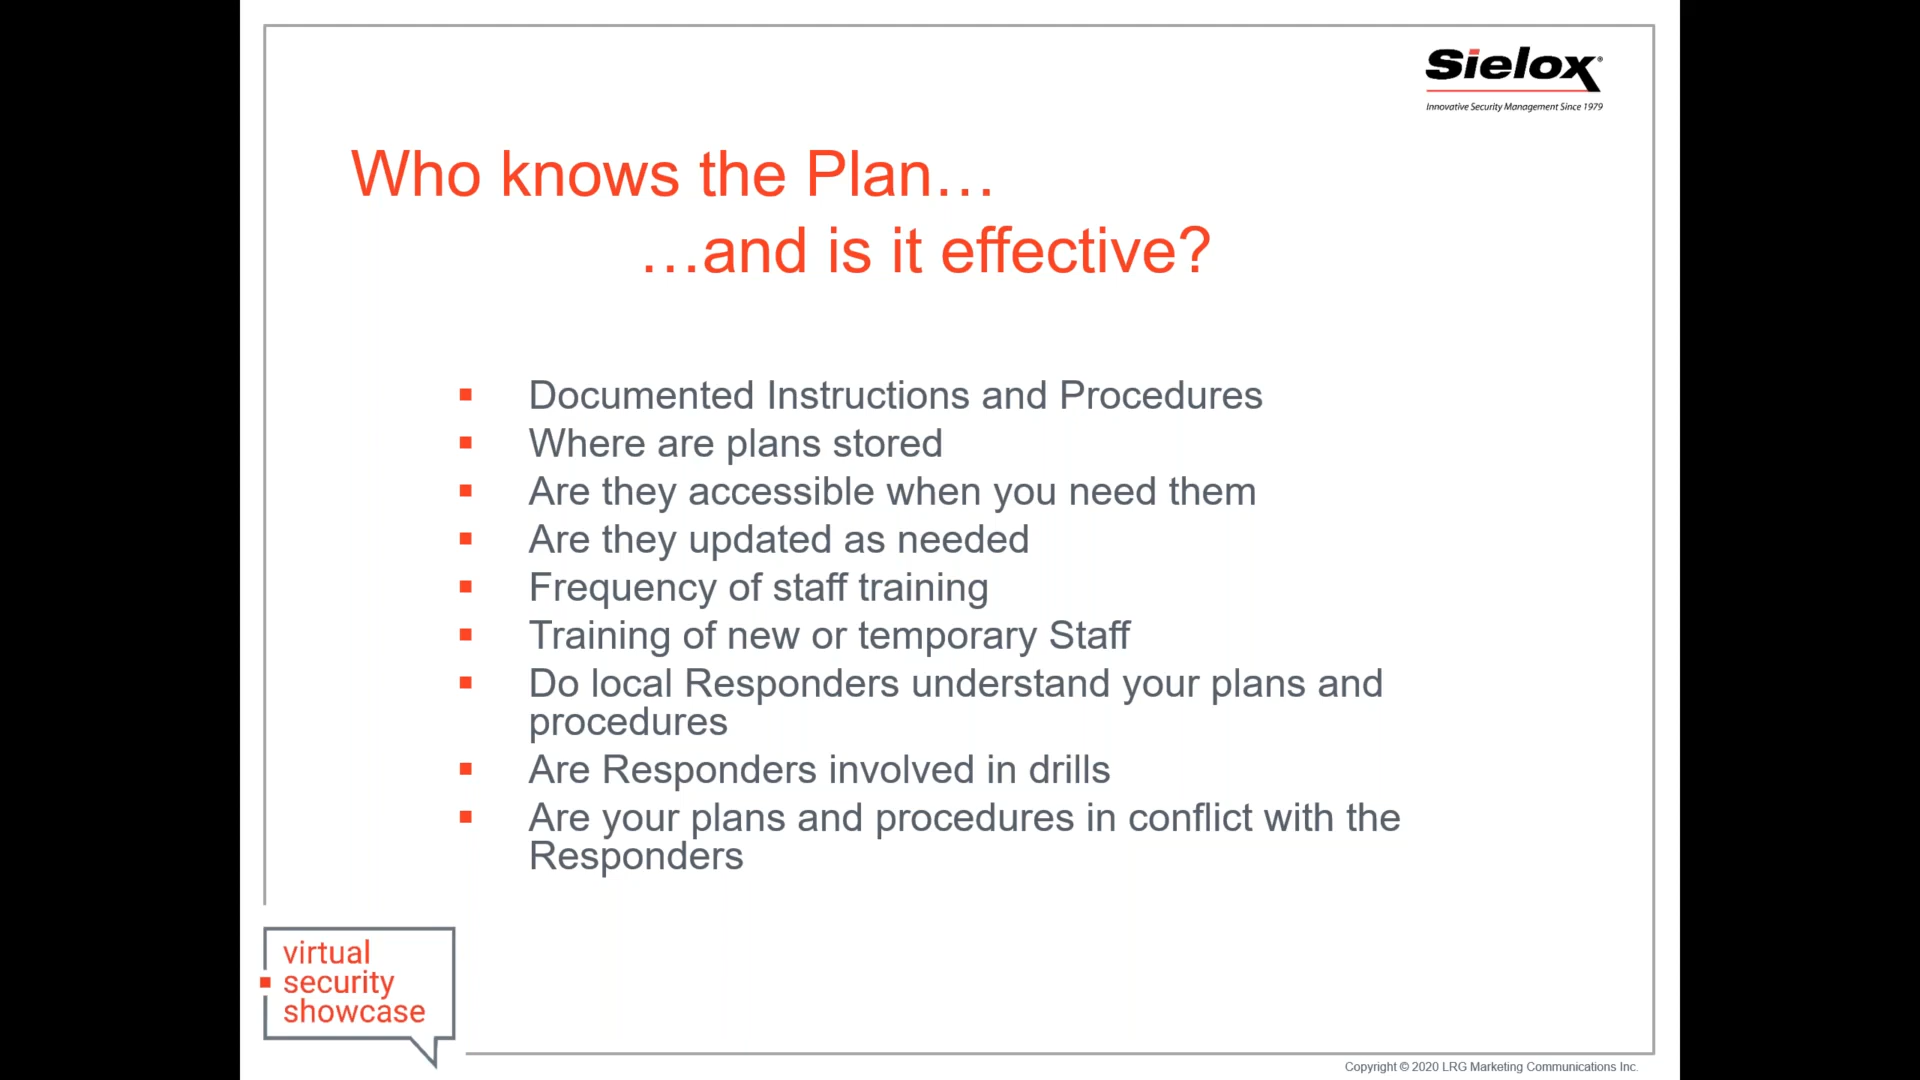 Sielox®
Innovative Security Management Since 1979
Who knows the Plan…
…and is it effective?
Documented Instructions and Procedures
Where are plans stored
Are they accessible when you need them
Are they updated as needed
Frequency of staff training
Training of new or temporary Staff
Do local Responders understand your plans and
procedures
Are Responders involved in drills
Are your plans and procedures in conflict with the
Responders
virtual
security
showcase
Copyright © 2020 LRG Marketing Communications Inc.